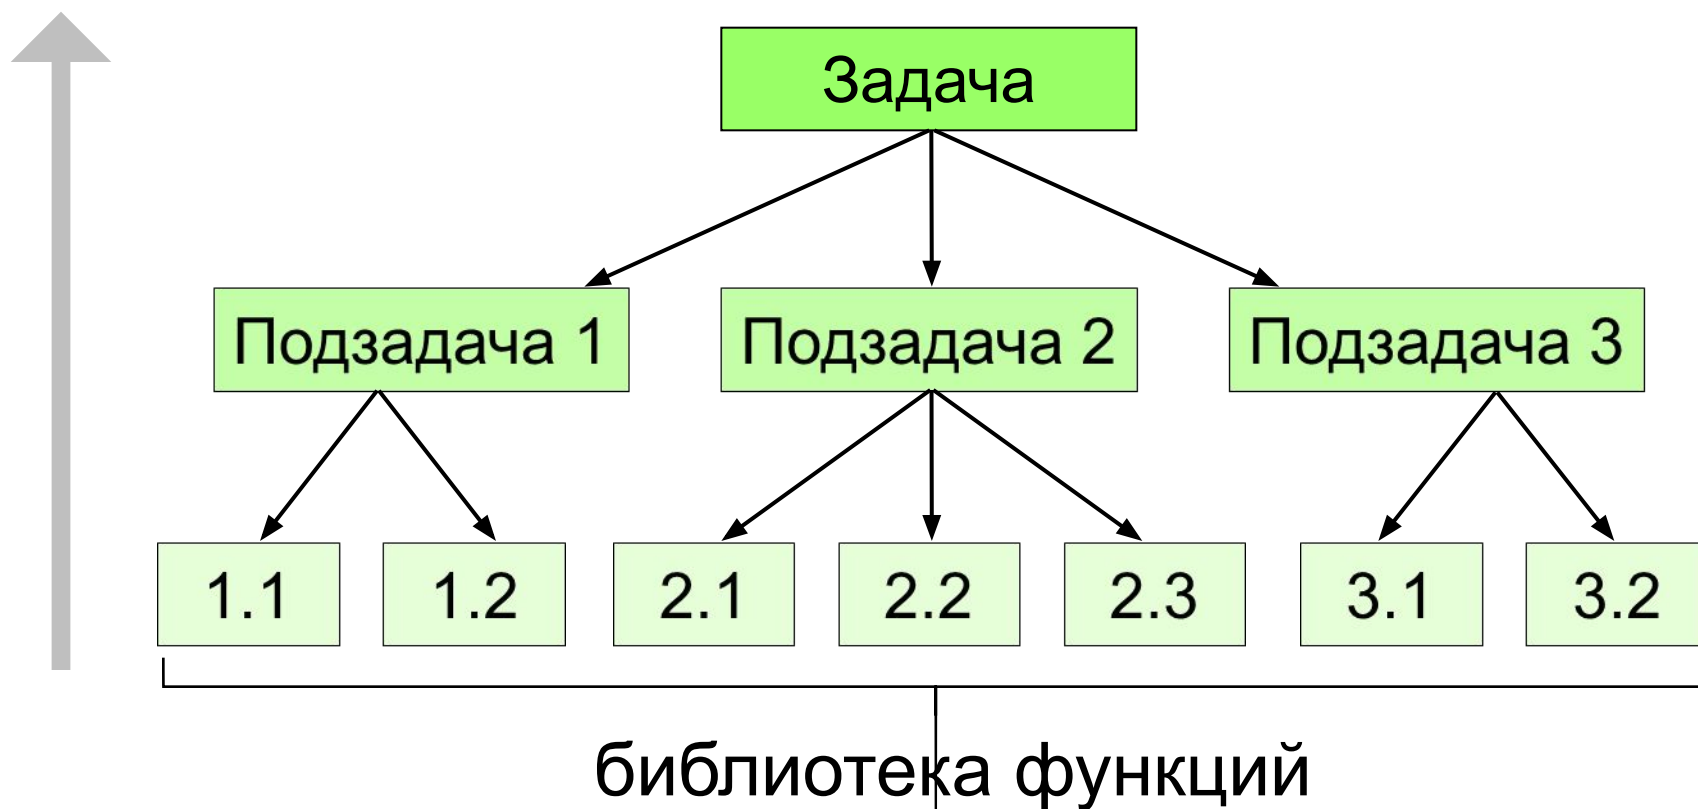 Задача
Подзадача 1
Подзадача 2
Подзадача 3
1.1
1.2
2.1
2.2
2.3
3.1
3.2
библиотека функций